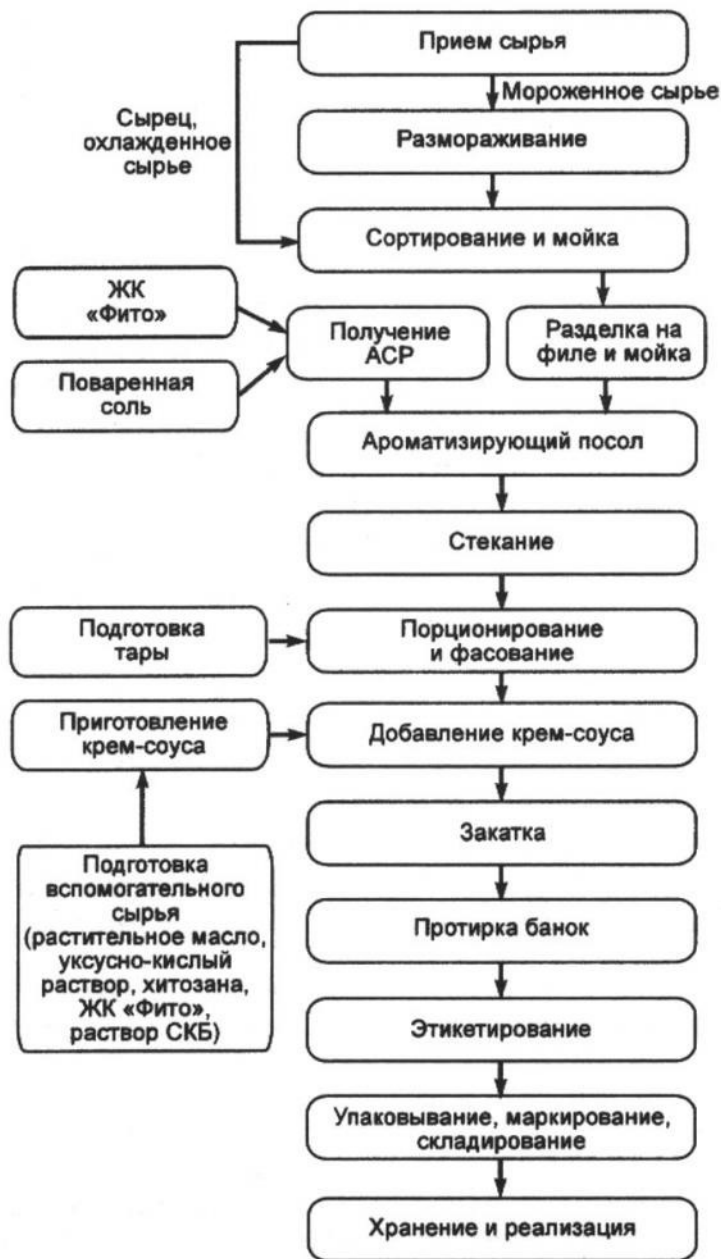 Прием сырья
Мороженное сырье
Сырец,
охлажденное
сырье
Размораживание
Сортирование и мойка
ЖК
«Фито»
Поваренная
соль
Получение
АСР
Разделка на
филе и мойка
Ароматизирующий посол
Стекание
Подготовка
тары
Порционирование
и фасование
Приготовление
крем-соуса
Добавление крем-соуса
Подготовка
вспомогательного
сырья
(растительное масло,
уксусно-кислый
раствор, хитозана,
ЖК «Фито»,
раствор СКБ)
Закатка
Протирка банок
Этикетирование
Упаковывание, маркирование,
складирование
Хранение и реализация